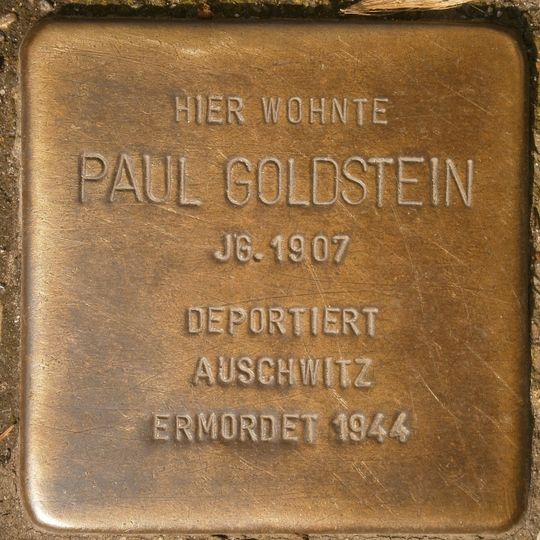 HIER WOHNTE
PAUL GOLDSTEIN
JG. 1907
DEPORTIERT
AUSCHWITZ
ERMORDET 1944